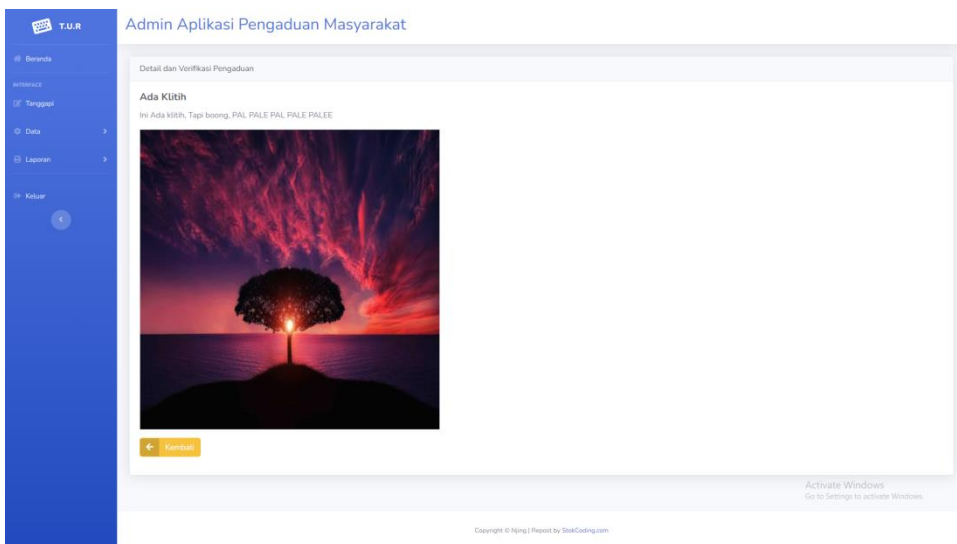 T.U.R
Admin Aplikasi Pengaduan Masyarakat
Beranda
Detail dan Verifikasi Pengaduan
INTERFACE
Tanggapi
Data
Laporan
Keluar
Ada Klitih
Ini Ada klitih, Tapi boong, PAL PALE PAL PALE PALEE
Kembali
Activate Windows
Go to Settings to activate Windows.
Copyright © Njing | Repost by StokCoding.com